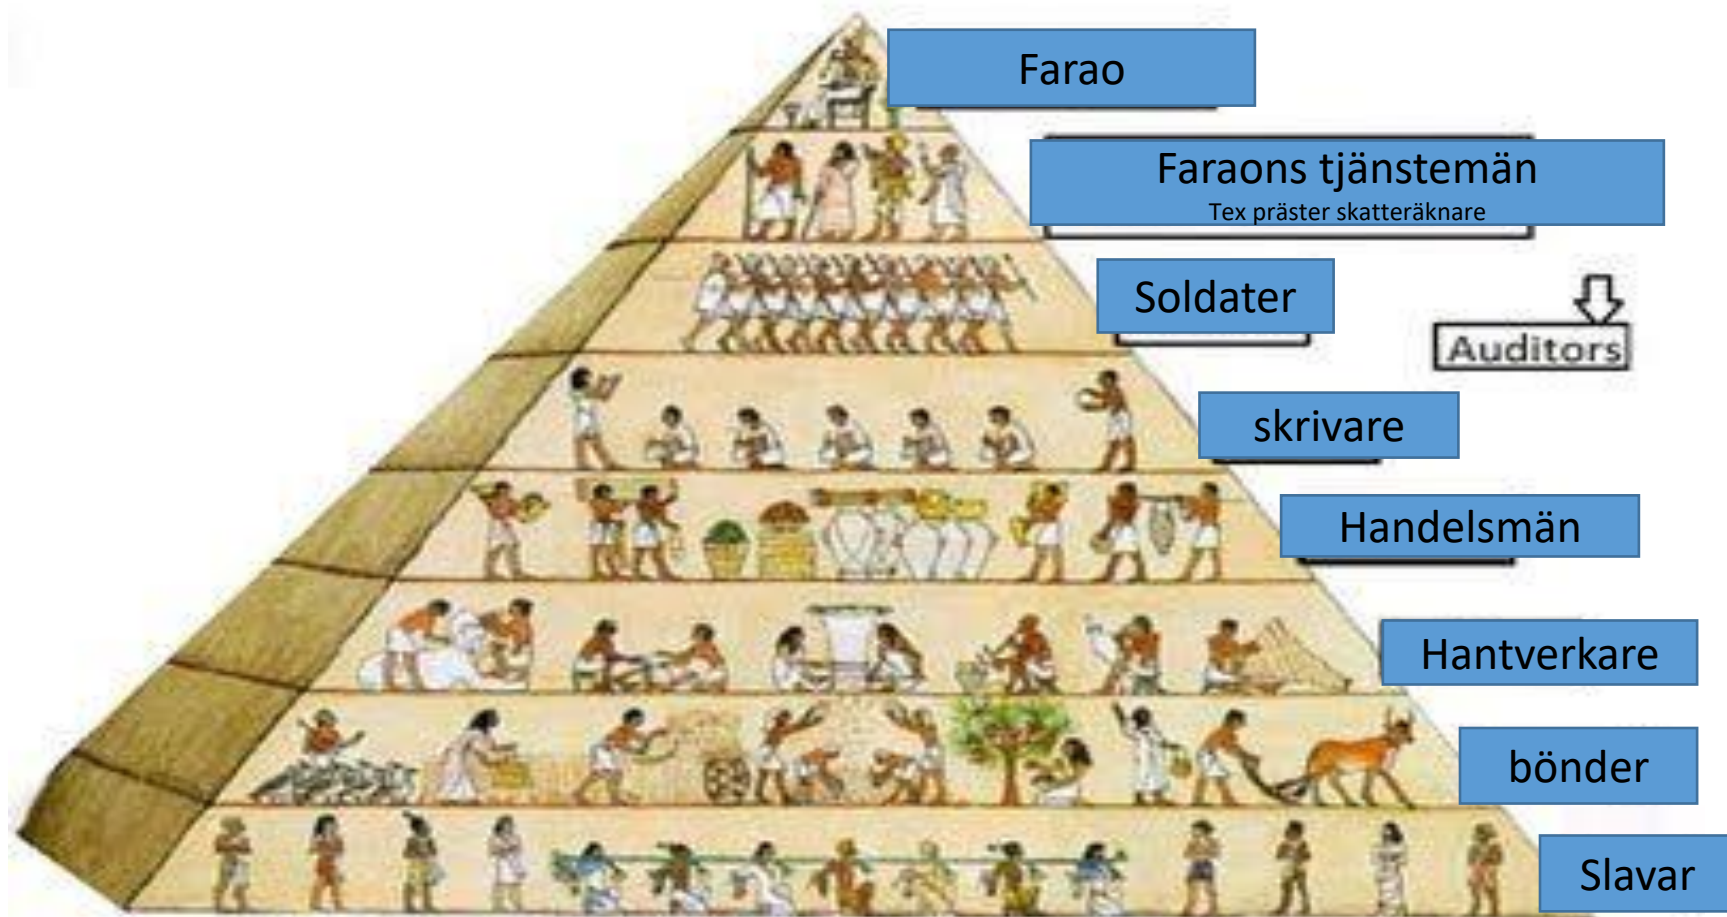 Farao
Faraons tjänstemän
Tex präster skatteräknare
Soldater
Auditors
skrivare
Handelsmän
Hantverkare
bönder
Slavar